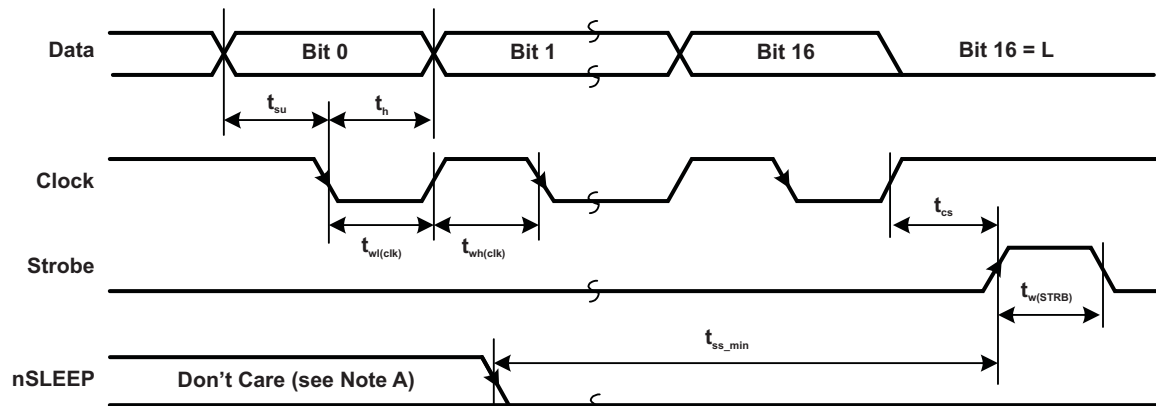 Data
Bit 0
Bit 1
Bit 16
Bit 16 = L
tsu
th
Clock
twl(clk)
twh(clk)
tcs
Strobe
tw(STRB)
tss_min
nSLEEP
Don't Care (see Note A)